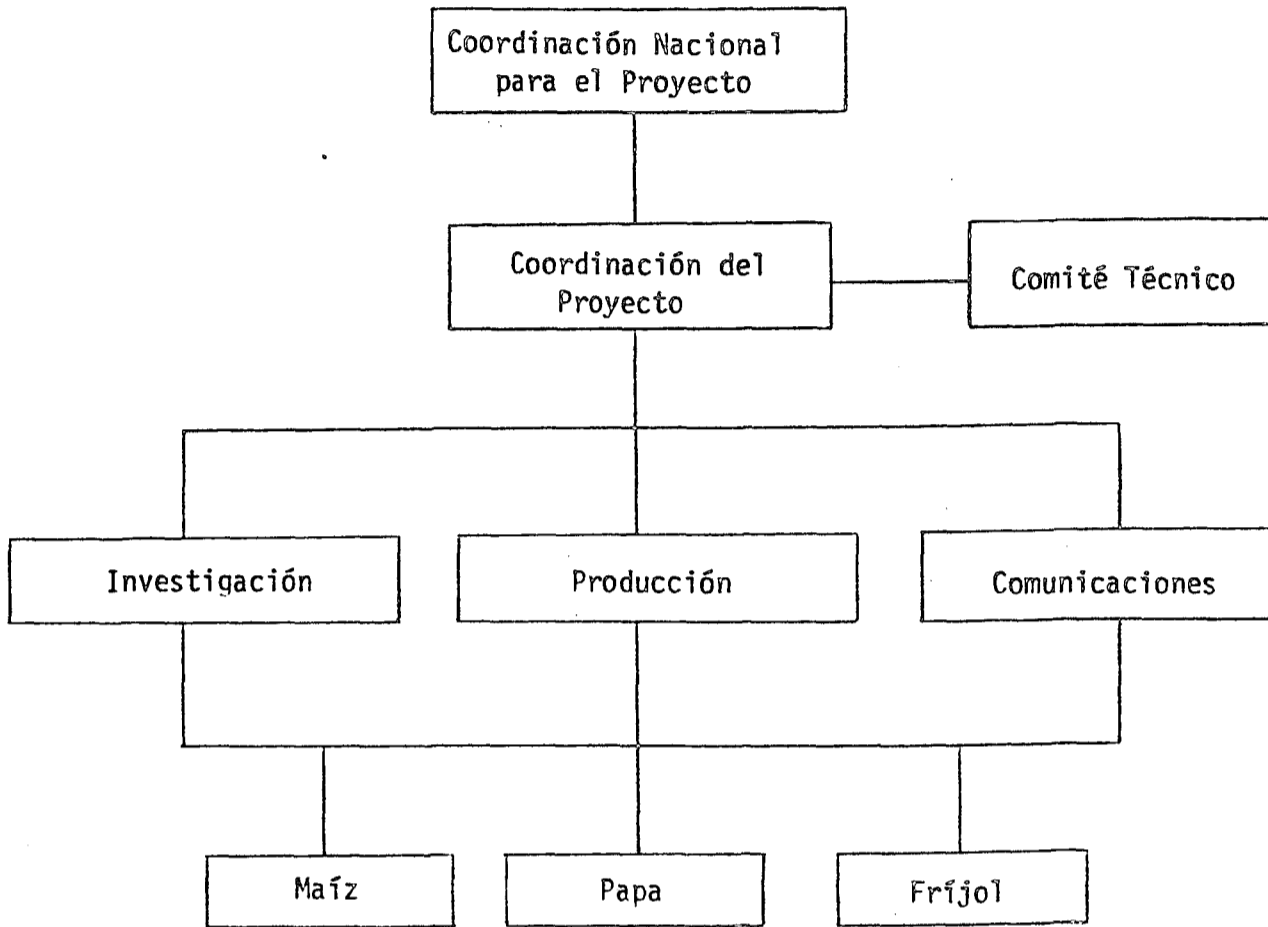 Coordinación Nacional
para el Proyecto
Coordinación del
Proyecto
Comité Técnico
Investigación
Producción
Comunicaciones
Maíz
Papa
Fríjol